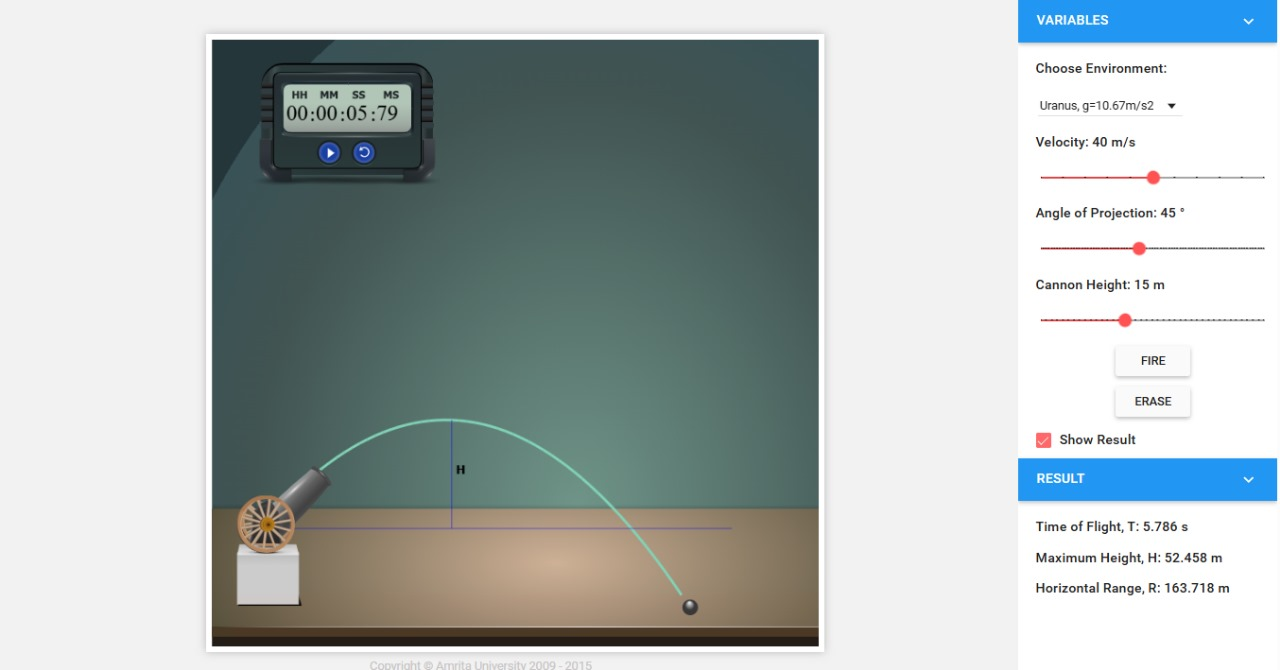 HH MM SS MS
00:00:05:79
H
Copyright © Amrita University 2009 - 2015
VARIABLES
Choose Environment:
Uranus, g=10.67m/s2
Velocity: 40 m/s
Angle of Projection: 45 °
Cannon Height: 15 m
FIRE
ERASE
Show Result
RESULT
Time of Flight, T: 5.786 s
Maximum Height, H: 52.458 m
Horizontal Range, R: 163.718 m